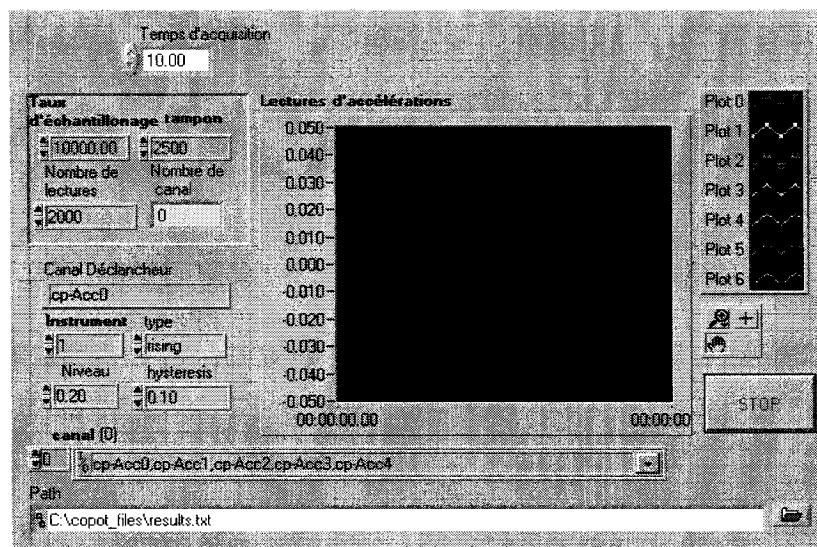 Temps d'acquisition
10.00
Taux
d'échantillonage tampon
10000.00 2500
Nombre de lectures
Nombre de canal
2000 0
Canal Déclancheur
cp-Acc0
Instrument type
1 rising
Niveau hysteresis
0.20 0.10
Lectures d'accélérations
0.050
0.040
0.030
0.020
0.010
0.000
-0.010
-0.020
-0.030
-0.040
-0.050
00:00:00.00 00:00:00
Plot 0
Plot 1
Plot 2
Plot 3
Plot 4
Plot 5
Plot 6
STOP
canal (0)
0 cp-Acc0,cp-Acc1,cp-Acc2,cp-Acc3,cp-Acc4
Path
C:\copot_files\results.txt